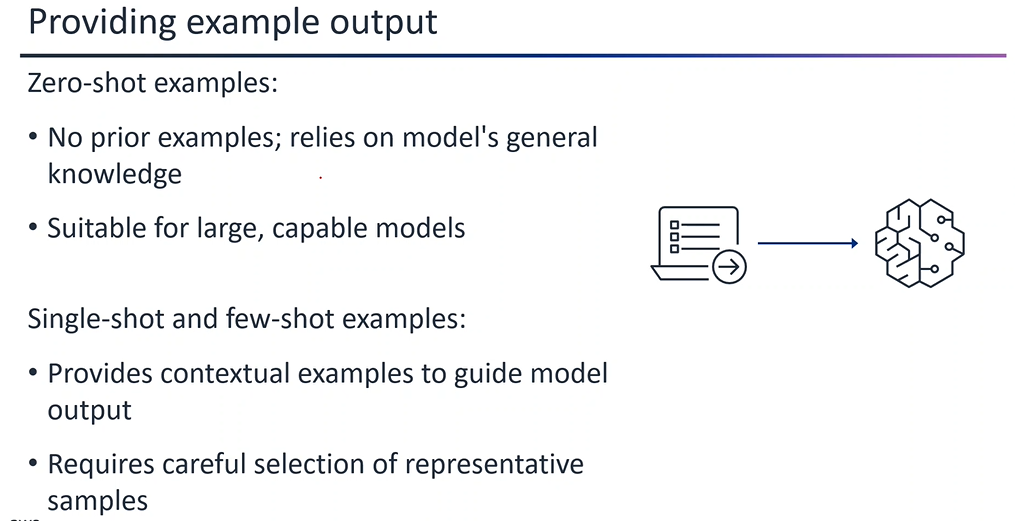 Providing example output
Zero-shot examples:
• No prior examples; relies on model's general
knowledge
• Suitable for large, capable models
Single-shot and few-shot examples:
• Provides contextual examples to guide model
output
• Requires careful selection of representative
samples